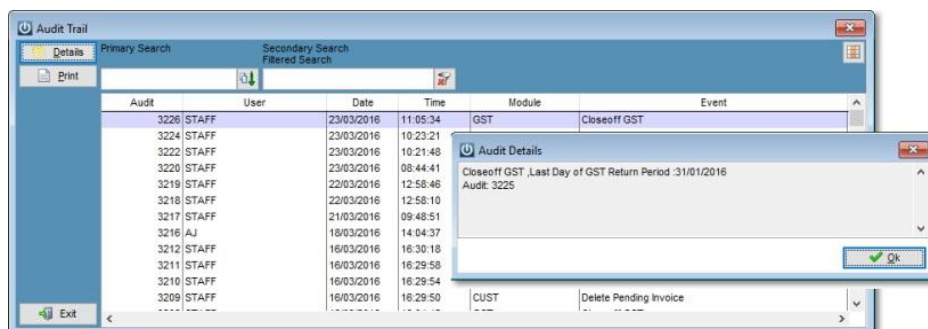 Audit Trail
Details
Primary Search
Secondary Search
Filtered Search
Print
Audit User Date Time Module Event
3226 STAFF 23/03/2016 11:05:34 GST Closeoff GST
3224 STAFF 23/03/2016 10:23:21
3222 STAFF 23/03/2016 10:21:48
3220 STAFF 23/03/2016 08:44:41
3219 STAFF 22/03/2016 12:58:46
3218 STAFF 22/03/2016 12:58:10
3217 STAFF 21/03/2016 09:48:51
3216 AJ 18/03/2016 14:04:37
3212 STAFF 16/03/2016 16:30:18
3211 STAFF 16/03/2016 16:29:58
3210 STAFF 16/03/2016 16:29:54
3209 STAFF 16/03/2016 16:29:50 CUST Delete Pending Invoice
Exit
Audit Details
Closeoff GST ,Last Day of GST Return Period :31/01/2016
Audit: 3225
Ok